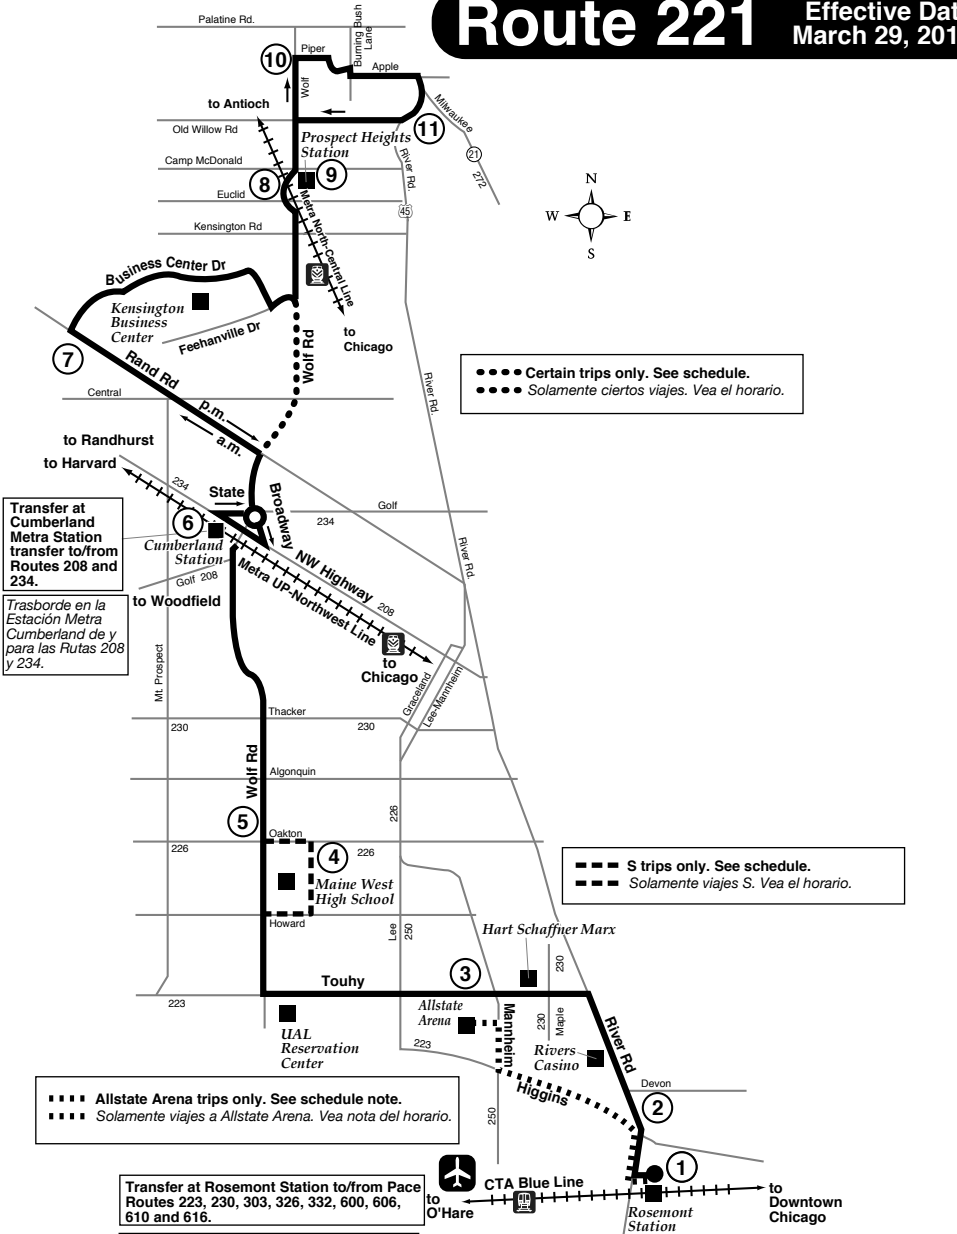 Route 221
Effective Dat
March 29, 201
Palatine Rd.
Burning Bush
Lane
10
Piper
Apple
Wolf
to Antioch
Milwaukee
Old Willow Rd
11
Prospect Heights
Station
21
272
Camp McDonald
River Rd.
8
9
Euclid
45
Metra North-Central Line
Kensington Rd
N
W
E
S
Business Center Dr
Kensington
Business
Center
Feehanville Dr
Wolf Rd
to
Chicago
7
Rand Rd
Central
p.m.
a.m.
River Rd.
Certain trips only. See schedule.
Solamente ciertos viajes. Vea el horario.
to Randhurst
to Harvard
234
State
Broadway
Golf
234
6
Transfer at
Cumberland
Metra Station
transfer to/from
Routes 208 and
234.
Cumberland
Station
NW Highway
River Rd.
Golf 208
Metra UP-Northwest Line
208
to Woodfield
Trasborde en la
Estación Metra
Cumberland de y
para las Rutas 208
y 234.
to
Chicago
Mt. Prospect
Graceland
Lee-Mannheim
Thacker
230
230
Wolf Rd
Algonquin
5
226
Oakton
226
226
4
Maine West
High School
S trips only. See schedule.
Solamente viajes S. Vea el horario.
Howard
Lee
250
Hart Schaffner Marx
230
3
Touhy
223
UAL
Reservation
Center
Allstate
Arena
223
Mannheim
230
Maple
River Rd
Rivers
Casino
Higgins
Devon
2
250
Allstate Arena trips only. See schedule note.
Solamente viajes a Allstate Arena. Vea nota del horario.
1
Transfer at Rosemont Station to/from Pace
Routes 223, 230, 303, 326, 332, 600, 606,
610 and 616.
to
O'Hare
CTA Blue Line
Rosemont
Station
to
Downtown
Chicago